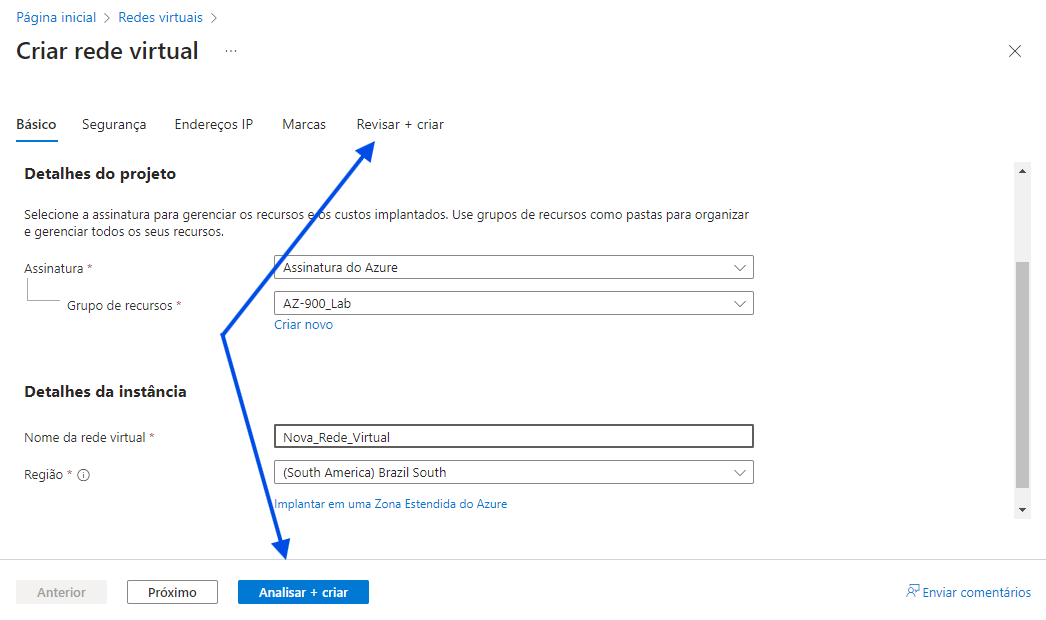 Página inicial > Redes virtuais >
Criar rede virtual ...
Básico Segurança Endereços IP Marcas Revisar + criar
Detalhes do projeto
Selecione a assinatura para gerenciar os recursos e os custos implantados. Use grupos de recursos como pastas para organizar
e gerenciar todos os seus recursos.
Assinatura * Assinatura do Azure
Grupo de recursos * AZ-900_Lab
Criar novo
Detalhes da instância
Nome da rede virtual * Nova_Rede_Virtual
Região * (South America) Brazil South
Implantar em uma Zona Estendida do Azure
Anterior Próximo Analisar + criar Enviar comentários